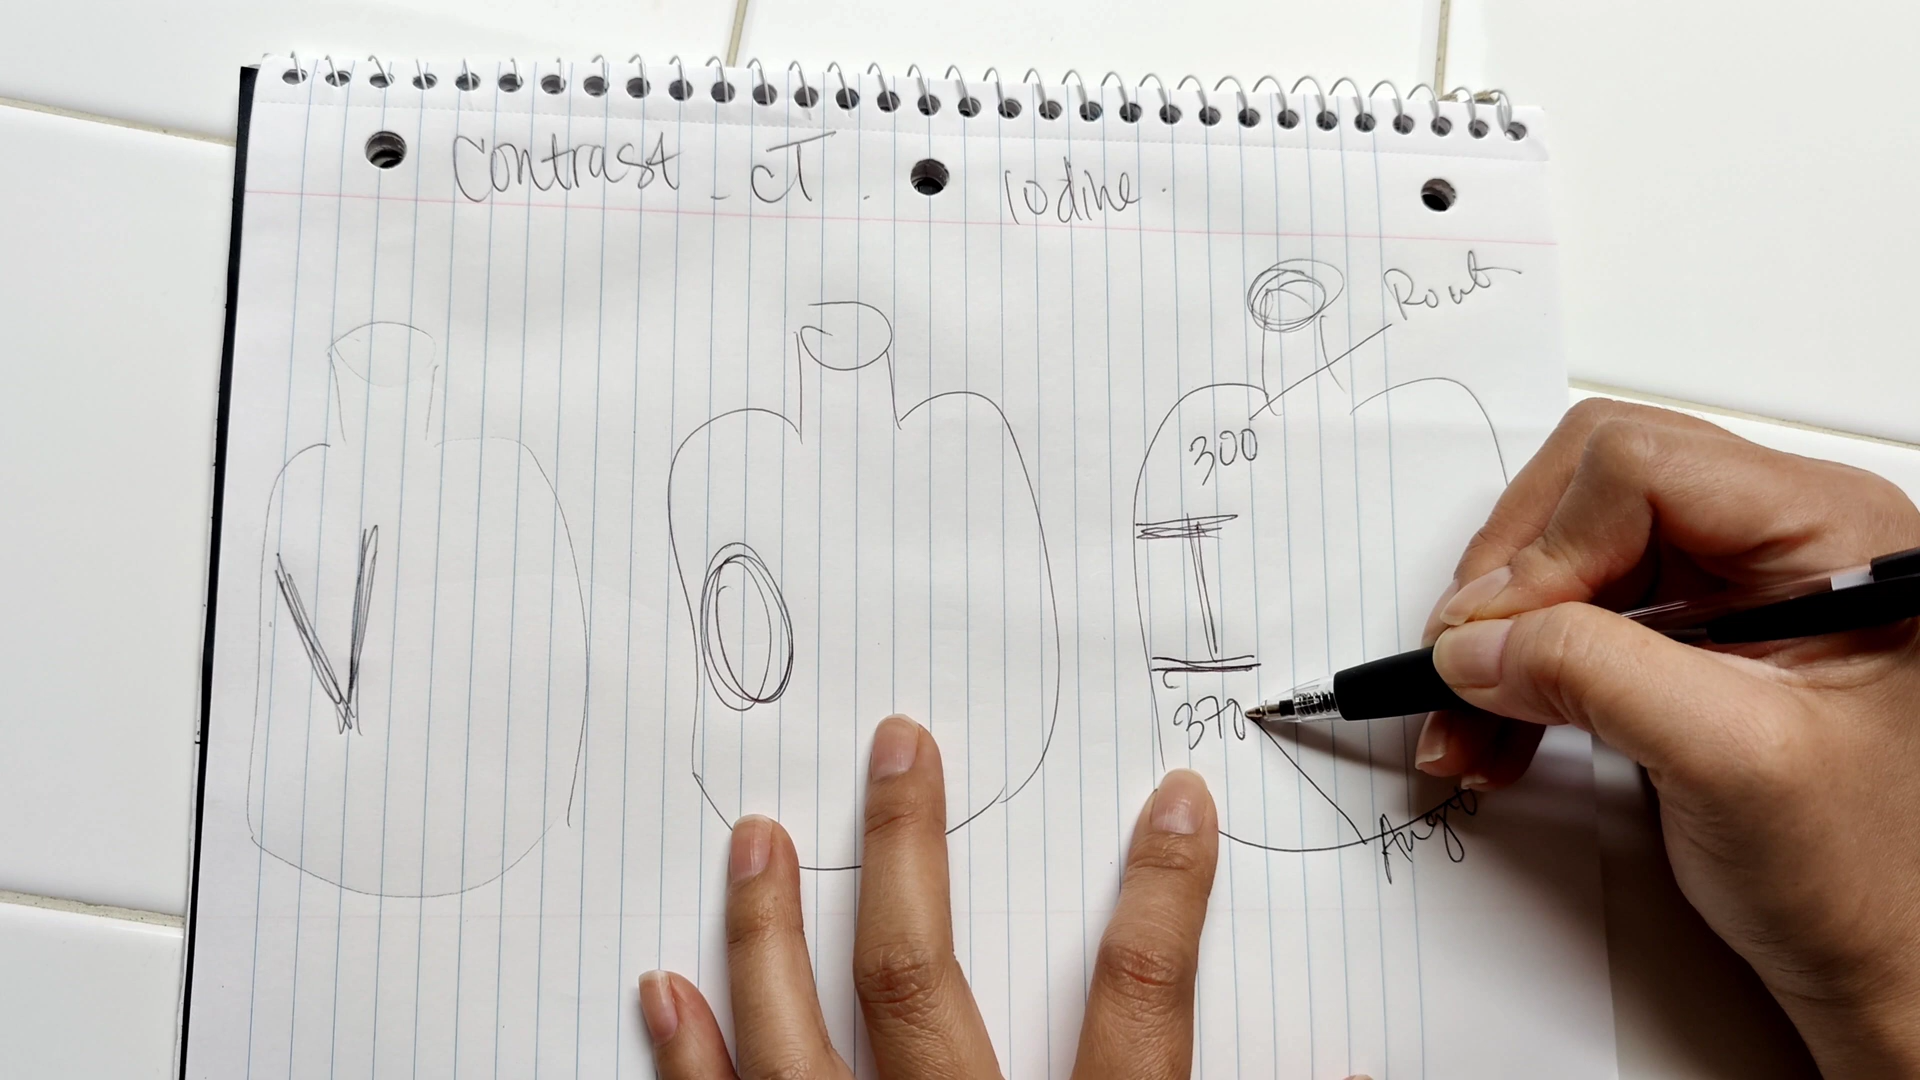 Contrast - CT. Iodine.
Rout
300
V O I
370
Angio